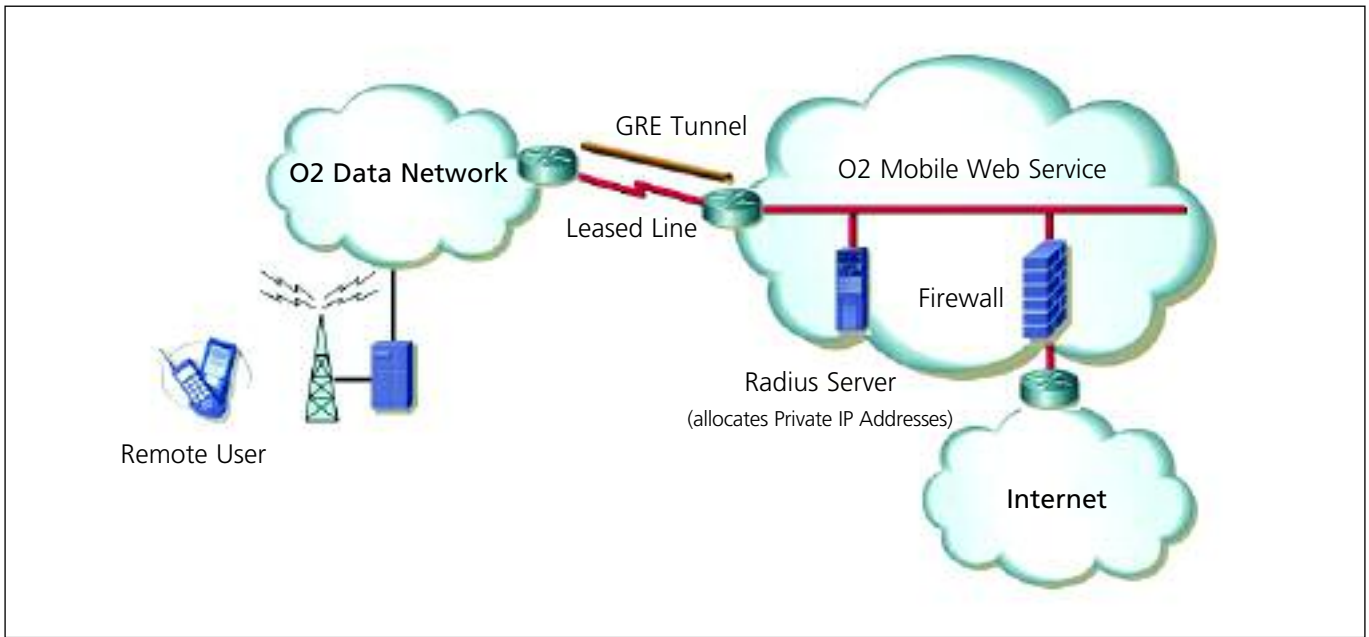 GRE Tunnel
O2 Data Network
O2 Mobile Web Service
Leased Line
Firewall
Radius Server
(allocates Private IP Addresses)
Remote User
Internet